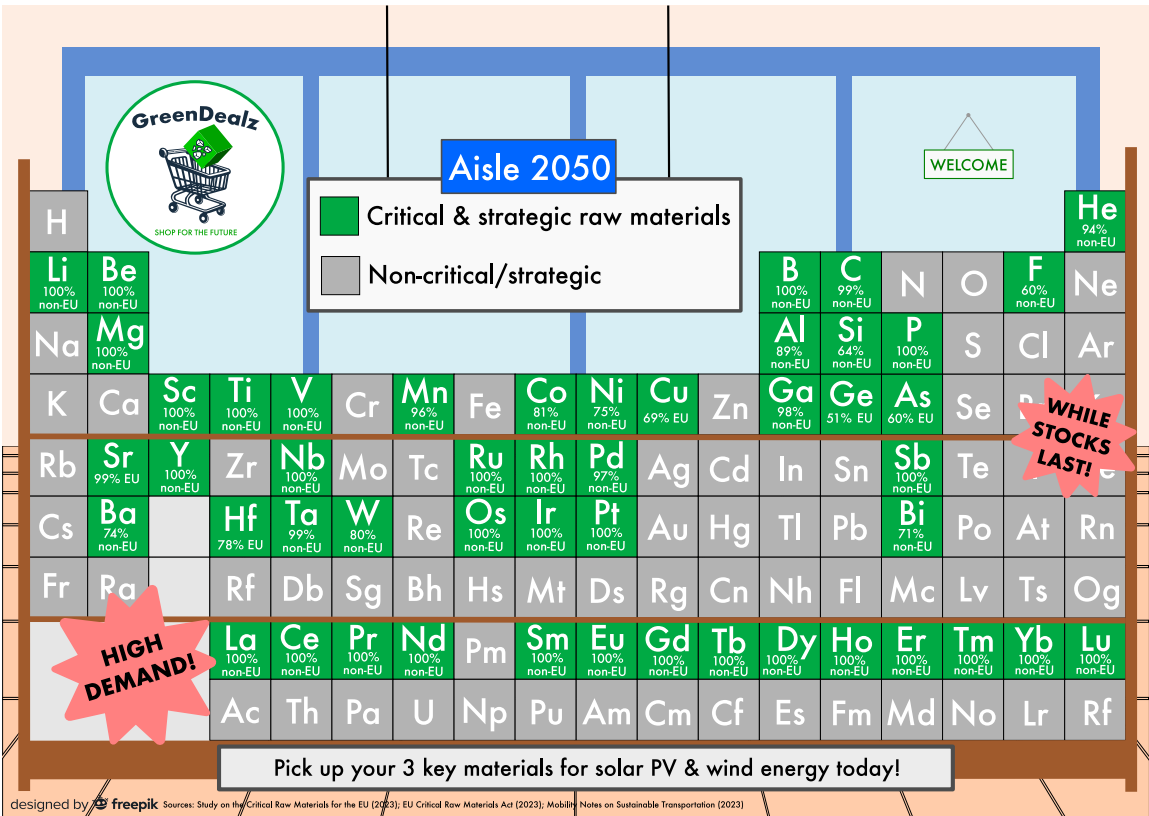 GreenDealz
SHOP FOR THE FUTURE
Aisle 2050
Critical & strategic raw materials
Non-critical/strategic
WELCOME
H
He
94%
non-EU
Li
100%
non-EU
Be
100%
non-EU
B
100%
non-EU
C
99%
non-EU
N
O
F
60%
non-EU
Ne
Na
Mg
100%
non-EU
Al
89%
non-EU
Si
64%
non-EU
P
100%
non-EU
S
Cl
Ar
K
Ca
Sc
100%
non-EU
Ti
100%
non-EU
V
100%
non-EU
Cr
Mn
96%
non-EU
Fe
Co
81%
non-EU
Ni
75%
non-EU
Cu
69% EU
Zn
Ga
98%
non-EU
Ge
51% EU
As
60% EU
Se
WHILE
STOCKS
LAST!
Rb
Sr
99% EU
Y
100%
non-EU
Zr
Nb
100%
non-EU
Mo
Tc
Ru
100%
non-EU
Rh
100%
non-EU
Pd
97%
non-EU
Ag
Cd
In
Sn
Sb
100%
non-EU
Te
Cs
Ba
74%
non-EU
Hf
78% EU
Ta
99%
non-EU
W
80%
non-EU
Re
Os
100%
non-EU
Ir
100%
non-EU
Pt
100%
non-EU
Au
Hg
Tl
Pb
Bi
71%
non-EU
Po
At
Rn
Fr
Ra
Rf
Db
Sg
Bh
Hs
Mt
Ds
Rg
Cn
Nh
Fl
Mc
Lv
Ts
Og
HIGH
DEMAND!
La
100%
non-EU
Ce
100%
non-EU
Pr
100%
non-EU
Nd
100%
non-EU
Pm
Sm
100%
non-EU
Eu
100%
non-EU
Gd
100%
non-EU
Tb
100%
non-EU
Dy
100%
non-EU
Ho
100%
non-EU
Er
100%
non-EU
Tm
100%
non-EU
Yb
100%
non-EU
Lu
100%
non-EU
Ac
Th
Pa
U
Np
Pu
Am
Cm
Cf
Es
Fm
Md
No
Lr
Rf
Pick up your 3 key materials for solar PV & wind energy today!
designed by freepik
Sources: Study on the Critical Raw Materials for the EU (2023); EU Critical Raw Materials Act (2023); Mobility Notes on Sustainable Transportation (2023)